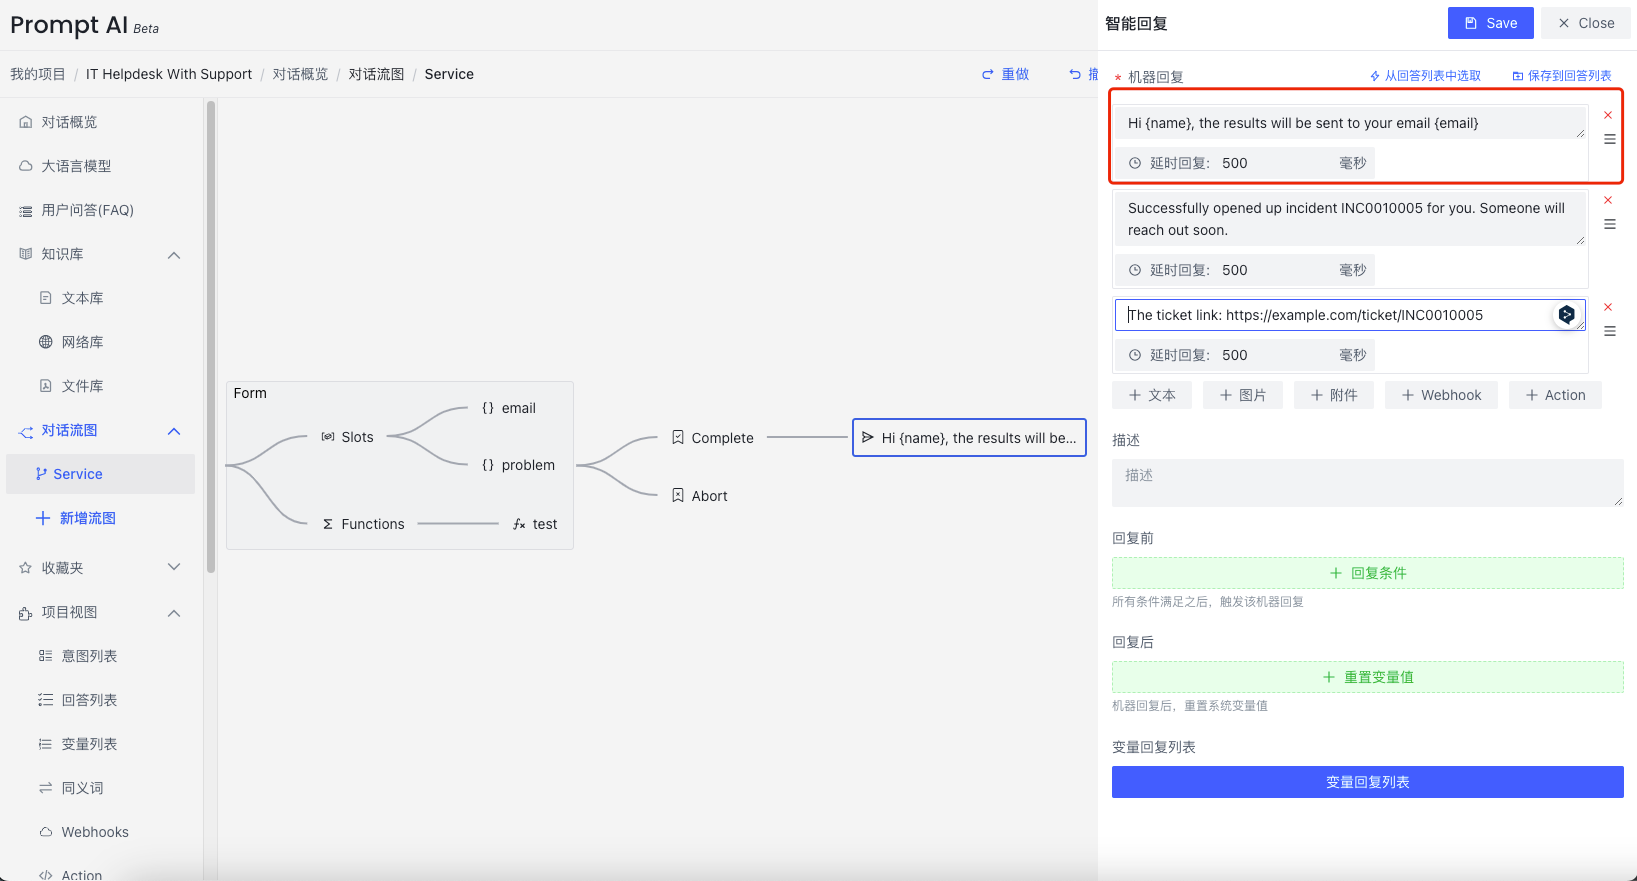 Prompt AI Beta
智能回复
Save
Close
我的项目 / IT Helpdesk With Support / 对话概览 / 对话流图 / Service
重做
撤
对话概览
大语言模型
用户问答(FAQ)
知识库
文本库
网络库
文件库
对话流图
Service
新增流图
收藏夹
项目视图
意图列表
回答列表
变量列表
同义词
Webhooks
Action
Form
Slots
{} email
{} problem
Σ Functions
fx test
Complete
Abort
Hi {name}, the results will be...
* 机器回复
从回答列表中选取
保存到回答列表
Hi {name}, the results will be sent to your email {email}
延时回复: 500 毫秒
Successfully opened up incident INC0010005 for you. Someone will
reach out soon.
延时回复: 500 毫秒
The ticket link: https://example.com/ticket/INC0010005
延时回复: 500 毫秒
+ 文本
+ 图片
+ 附件
+ Webhook
+ Action
描述
描述
回复前
+ 回复条件
所有条件满足之后，触发该机器回复
回复后
+ 重置变量值
机器回复后，重置系统变量值
变量回复列表
变量回复列表